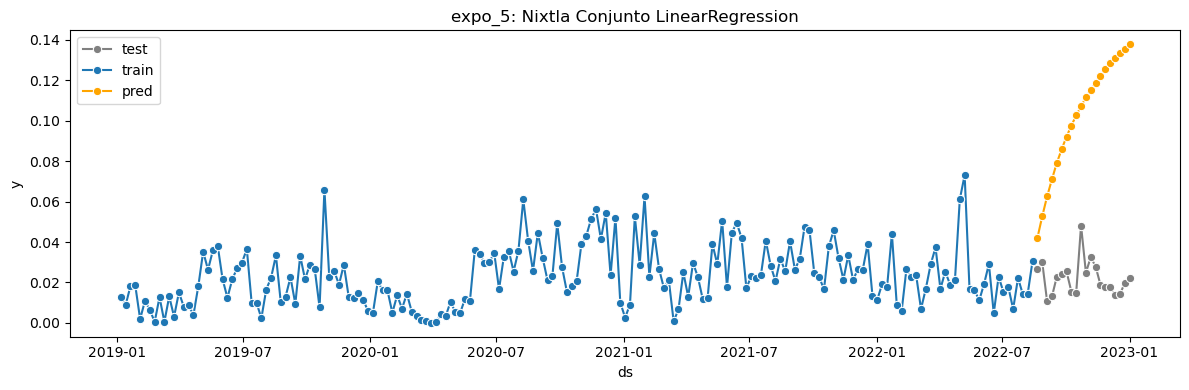 expo_5: Nixtla Conjunto LinearRegression
test
train
pred
y
0.14
0.12
0.10
0.08
0.06
0.04
0.02
0.00
2019-01 2019-07 2020-01 2020-07 2021-01 2021-07 2022-01 2022-07 2023-01
ds